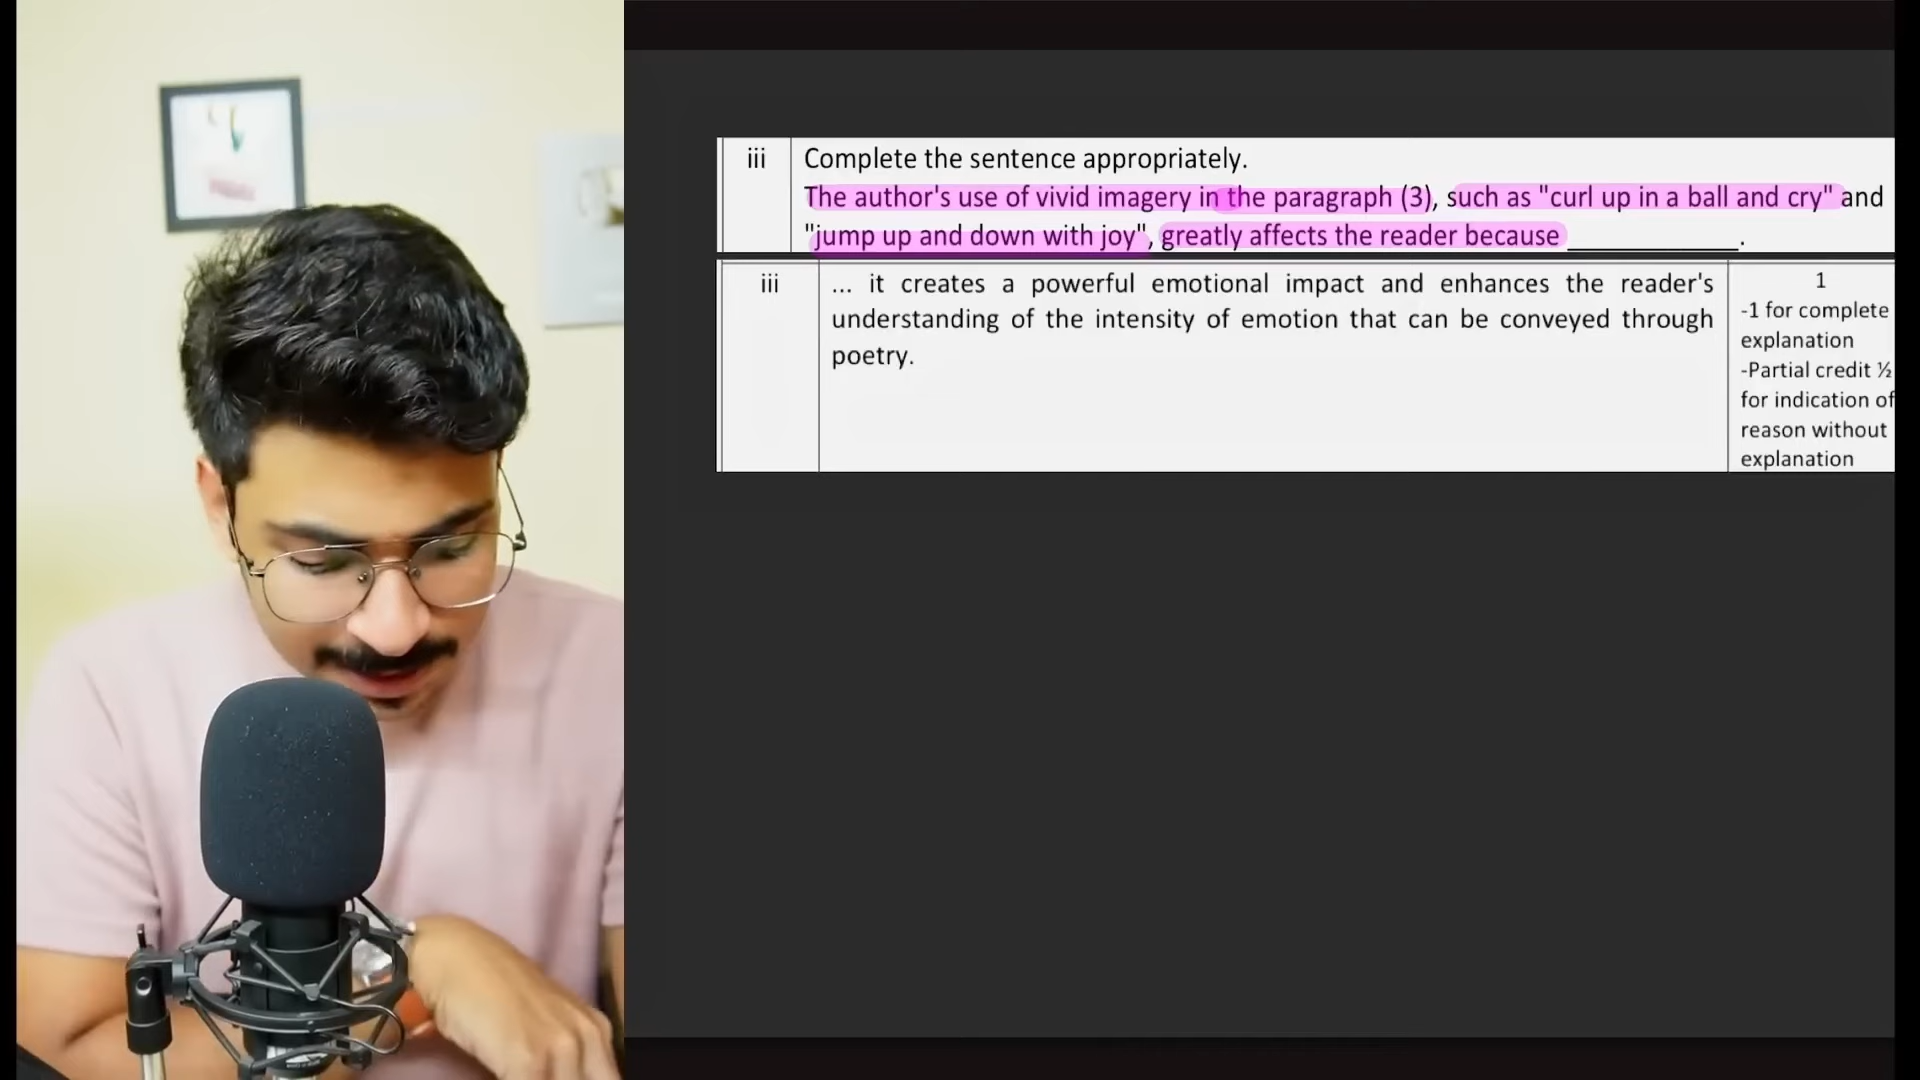 iii
Complete the sentence appropriately.
The author's use of vivid imagery in the paragraph (3), such as "curl up in a ball and cry" and
"jump up and down with joy", greatly affects the reader because ____________.
iii
... it creates a powerful emotional impact and enhances the reader's
understanding of the intensity of emotion that can be conveyed through
poetry.
1
-1 for complete
explanation
-Partial credit ½
for indication of
reason without
explanation